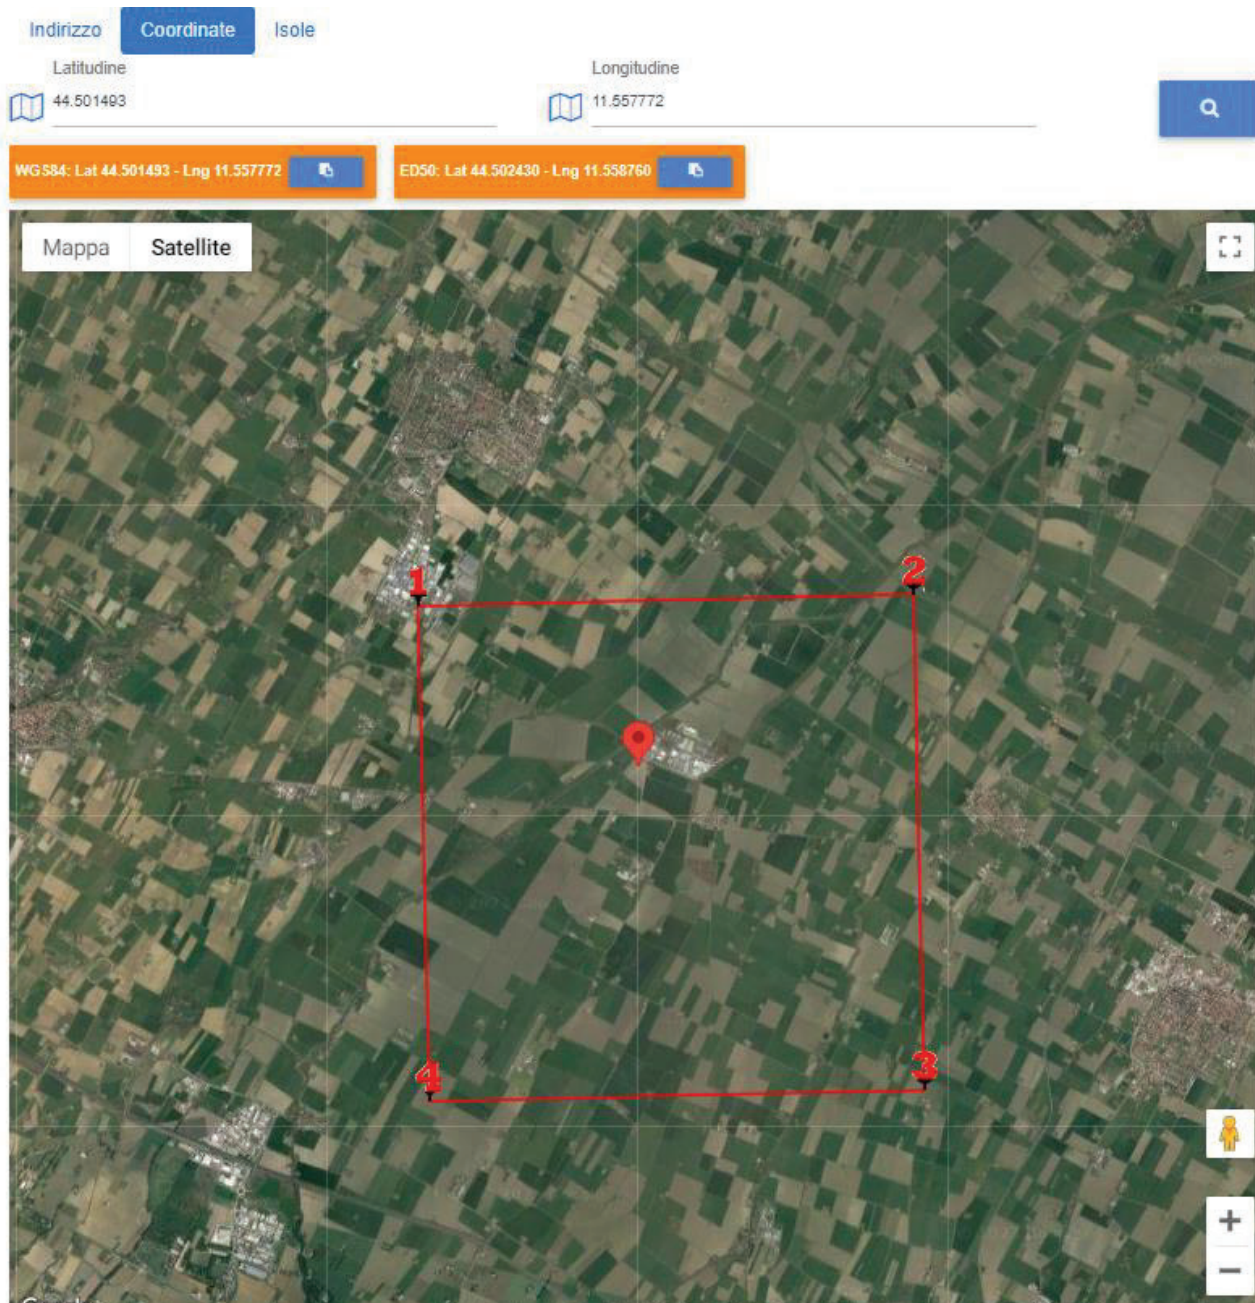 Indirizzo Coordinate Isole
Latitudine Longitudine
44.501493 11.557772
WGS84: Lat 44.501493 - Lng 11.557772 ED50: Lat 44.502430 - Lng 11.558760
Mappa Satellite
1
2
3
4